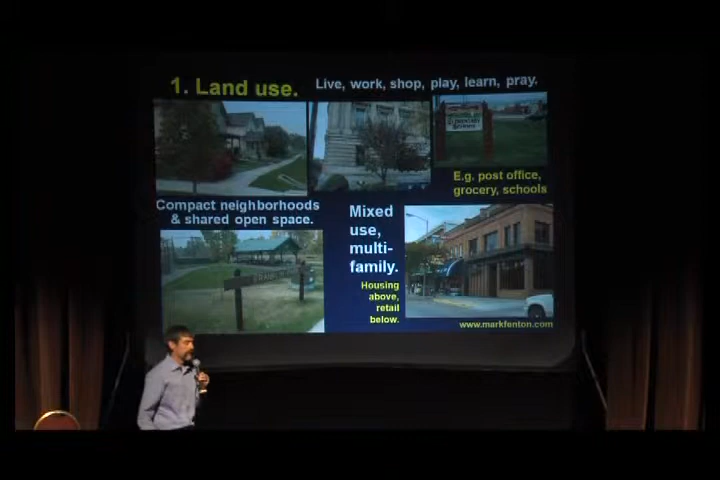 1. Land use.
Live, work, shop, play, learn, pray.
E.g. post office,
grocery, schools
Compact neighborhoods
& shared open space.
Mixed
use,
multi-
family.
Housing
above,
retail
below.
www.markfenton.com